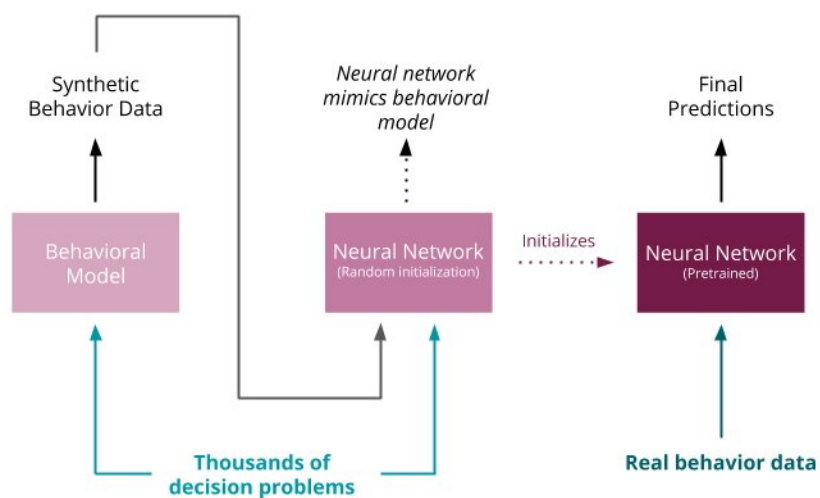 Synthetic
Behavior Data
Neural network
mimics behavioral
model
Final
Predictions
Behavioral
Model
Neural Network
(Random initialization)
Initializes
Neural Network
(Pretrained)
Thousands of
decision problems
Real behavior data